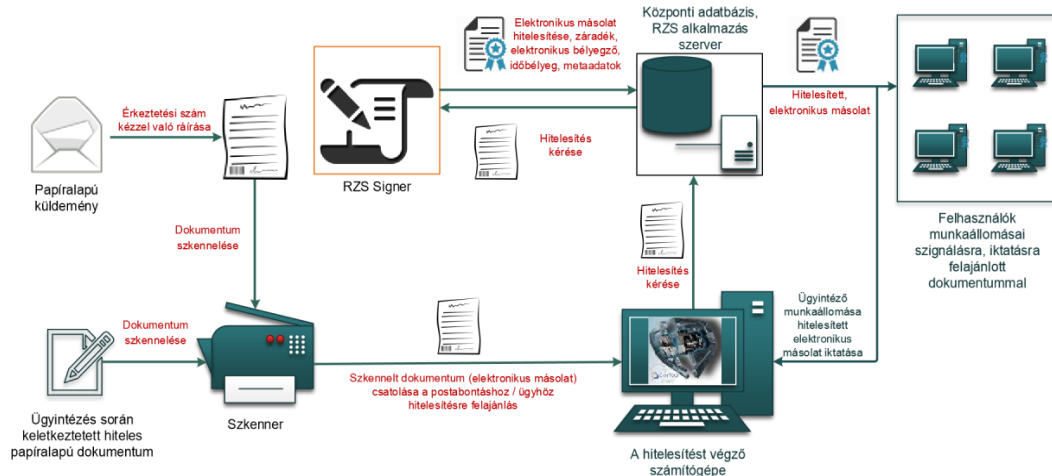 Elektronikus másolat
hitelesítése, záradék,
elektronikus bélyegző,
időbélyeg, metaadatok
Központi adatbázis,
RZS alkalmazás
szerver
Érkeztetési szám
kézzel való ráírása
Hitelesítés
kérése
Hitelesített,
elektronikus másolat
Papíralapú
küldemény
RZS Signer
Felhasználók
munkaállomásai
szignálásra, iktatásra
felajánlott
dokumentummal
Dokumentum
szkennelése
Hitelesítés
kérése
Ügyintéző
munkaállomása
hitelesített
elektronikus
másolat iktatása
Dokumentum
szkennelése
Szkennelt dokumentum (elektronikus másolat)
csatolása a postabontáshoz / ügyhöz
hitelesítésre felajánlás
Ügyintézés során
keletkeztetett hiteles
papíralapú dokumentum
Szkenner
A hitelesítést végző
számítógépe